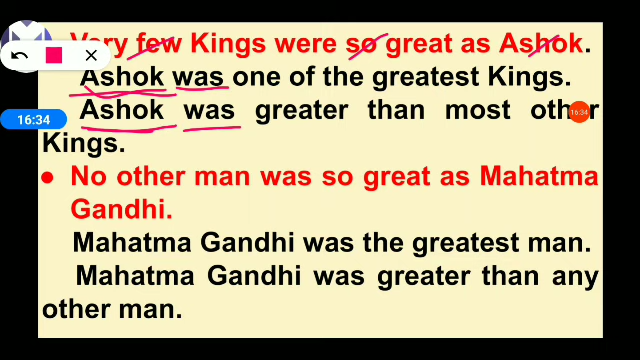 Very few Kings were so great as Ashok.
Ashok was one of the greatest Kings.
16:34
Ashok was greater than most other
16:34
Kings.
No other man was so great as Mahatma
Gandhi.
Mahatma Gandhi was the greatest man.
Mahatma Gandhi was greater than any
other man.